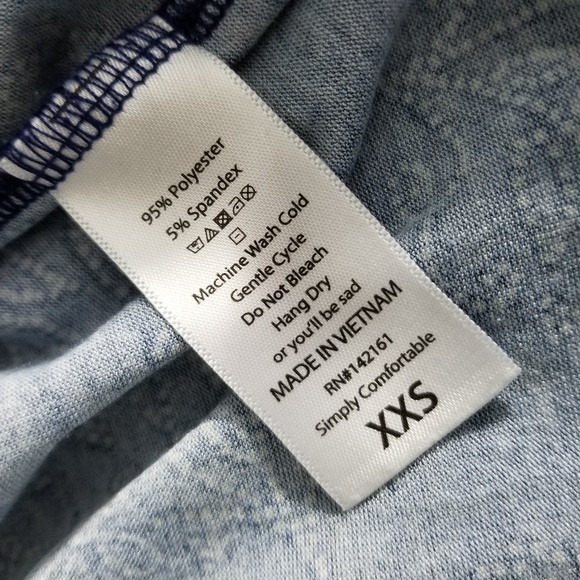 95% Polyester
5% Spandex
Machine Wash Cold
Gentle Cycle
Do Not Bleach
Hang Dry
or you'll be sad
MADE IN VIETNAM
RN#142161
Simply Comfortable
XXS